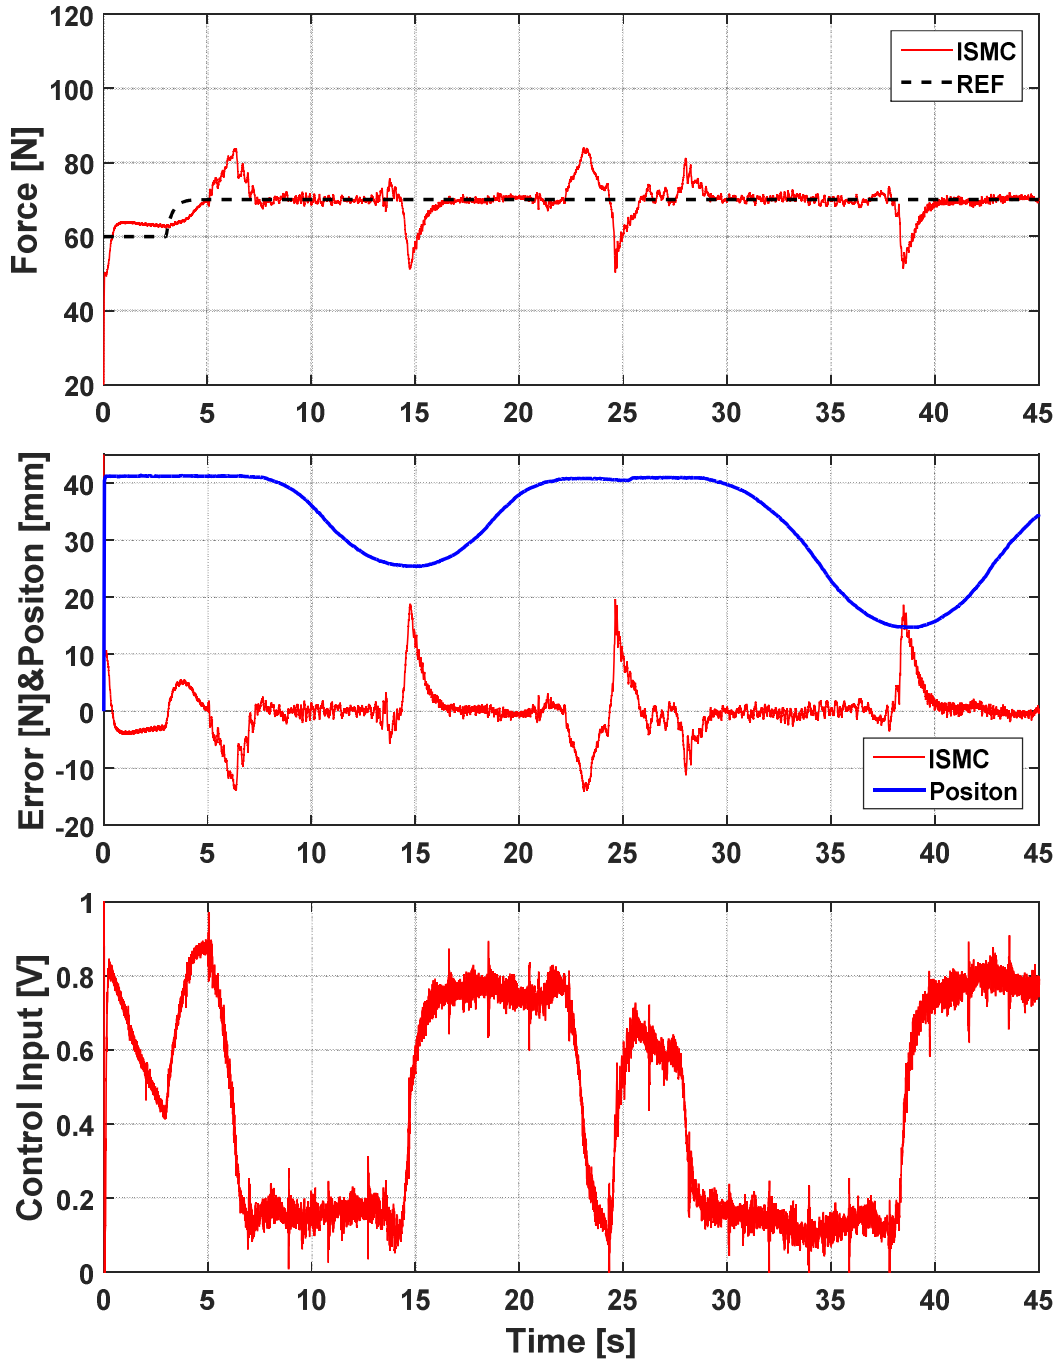 120
100
80
60
40
20
Force [N]
ISMC
REF
0 5 10 15 20 25 30 35 40 45
40
30
20
10
0
-10
-20
Error [N]&Positon [mm]
ISMC
Positon
0 5 10 15 20 25 30 35 40 45
1
0.8
0.6
0.4
0.2
0
Control Input [V]
0 5 10 15 20 25 30 35 40 45
Time [s]